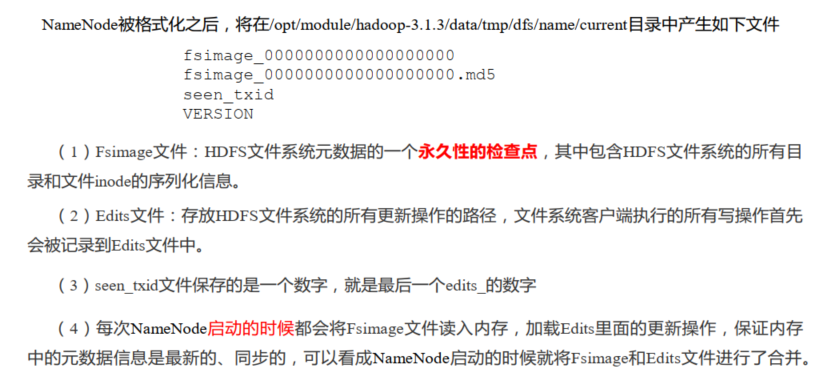 NameNode被格式化之后，将在/opt/module/hadoop-3.1.3/data/tmp/dfs/name/current目录中产生如下文件
fsimage_0000000000000000000
fsimage_0000000000000000000.md5
seen_txid
VERSION
（1）Fsimage文件：HDFS文件系统元数据的一个永久性的检查点，其中包含HDFS文件系统的所有目
录和文件inode的序列化信息。
（2）Edits文件：存放HDFS文件系统的所有更新操作的路径，文件系统客户端执行的所有写操作首先
会被记录到Edits文件中。
（3）seen_txid文件保存的是一个数字，就是最后一个edits_的数字
（4）每次NameNode启动的时候都会将Fsimage文件读入内存，加载Edits里面的更新操作，保证内存
中的元数据信息是最新的、同步的，可以看成NameNode启动的时候就将Fsimage和Edits文件进行了合并。